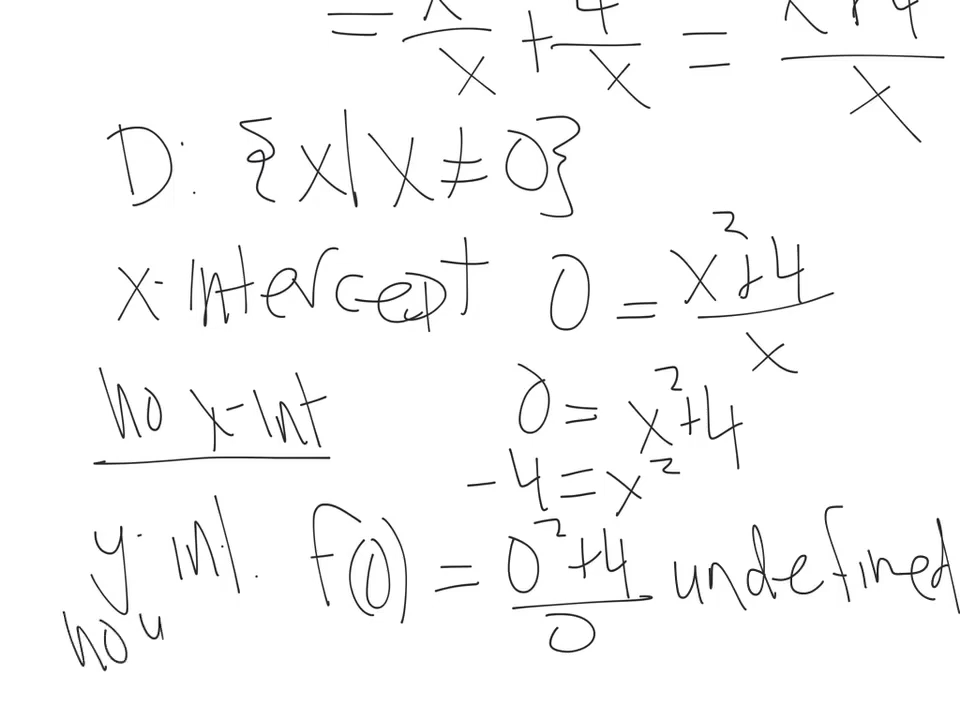 = x/x + 4/x = x+4/x
D: {x|x≠0}
x-intercept 0 = x²+4/x
no x-int 0 = x²+4
-4 = x²
y-int. f(0) = 0²+4/0 undefined
no y